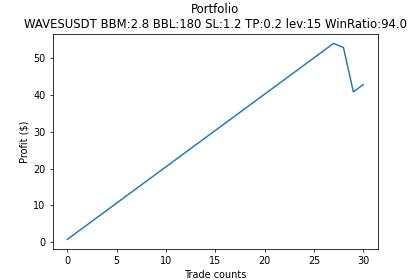 Portfolio
WAVESUSDT BBM:2.8 BBL:180 SL:1.2 TP:0.2 lev:15 WinRatio:94.0
Profit ($)
50
40
30
20
10
0
0 5 10 15 20 25 30
Trade counts